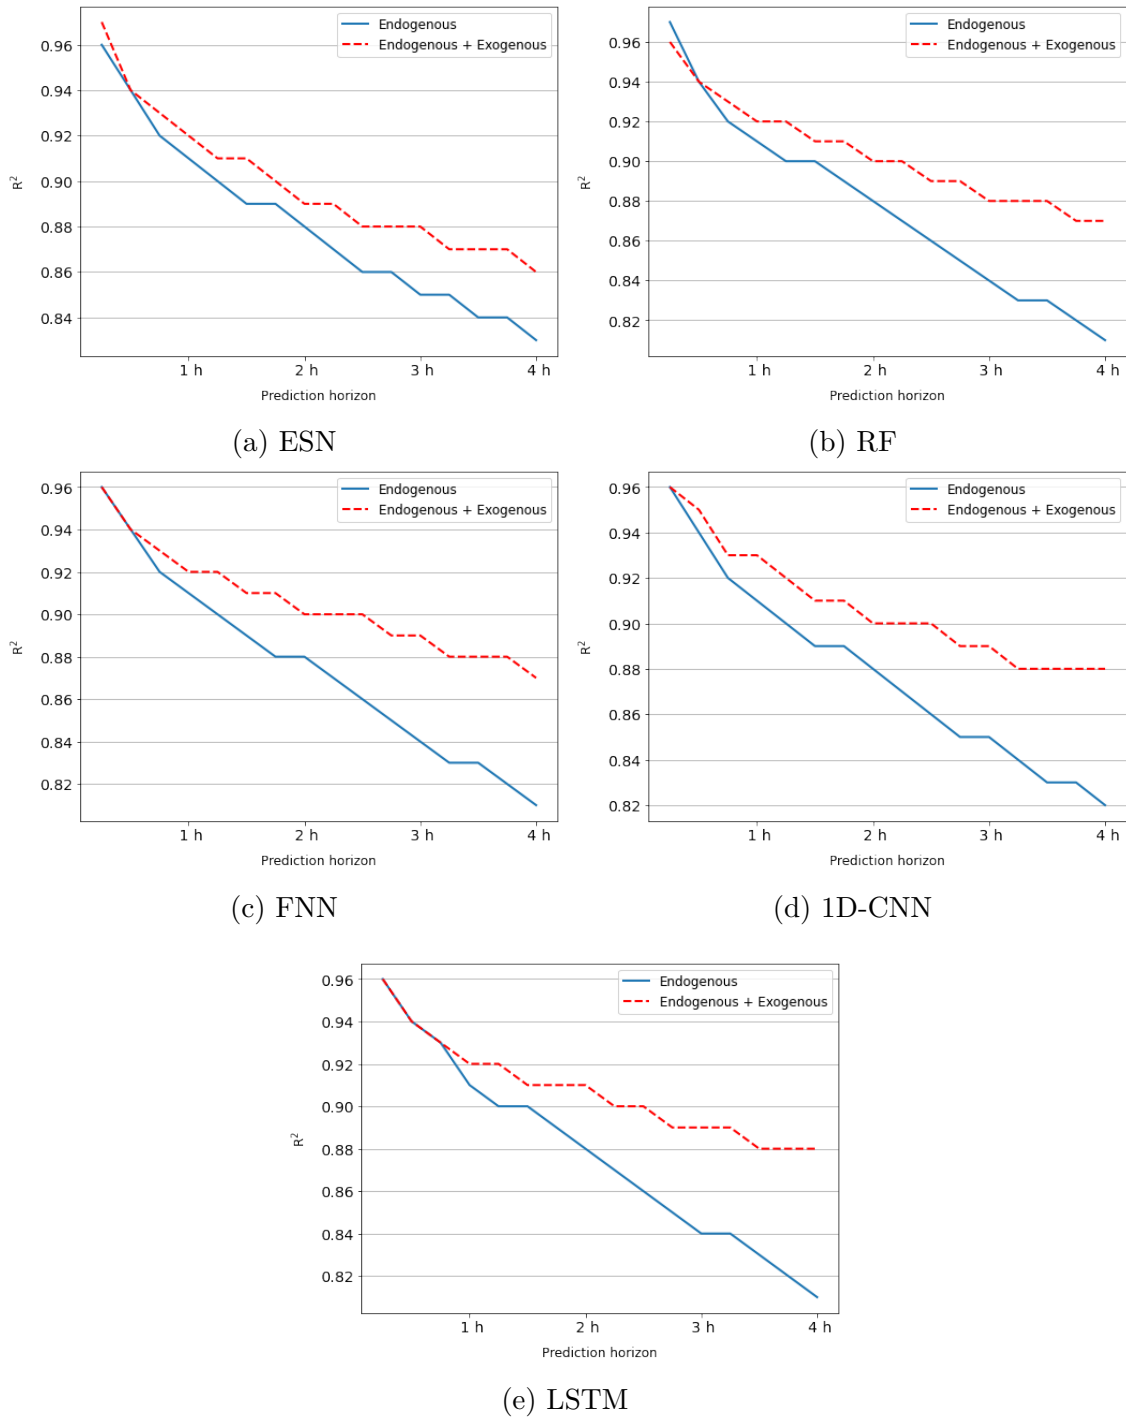 Endogenous
Endogenous + Exogenous
0.96
0.94
0.92
0.90
0.88
0.86
0.84
R²
1 h 2 h 3 h 4 h
Prediction horizon
(a) ESN
Endogenous
Endogenous + Exogenous
0.96
0.94
0.92
0.90
0.88
0.86
0.84
0.82
R²
1 h 2 h 3 h 4 h
Prediction horizon
(b) RF
Endogenous
Endogenous + Exogenous
0.96
0.94
0.92
0.90
0.88
0.86
0.84
0.82
R²
1 h 2 h 3 h 4 h
Prediction horizon
(c) FNN
Endogenous
Endogenous + Exogenous
0.96
0.94
0.92
0.90
0.88
0.86
0.84
0.82
R²
1 h 2 h 3 h 4 h
Prediction horizon
(d) 1D-CNN
Endogenous
Endogenous + Exogenous
0.96
0.94
0.92
0.90
0.88
0.86
0.84
0.82
R²
1 h 2 h 3 h 4 h
Prediction horizon
(e) LSTM